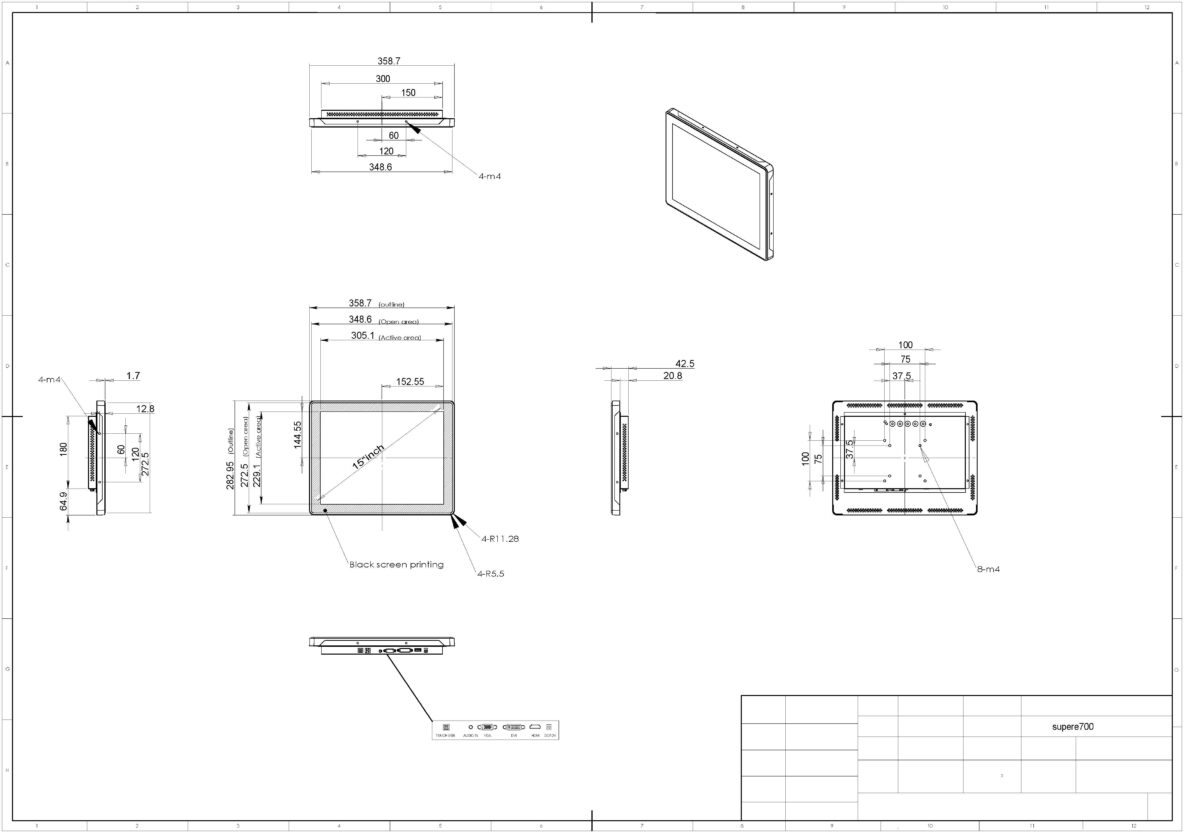 1 2 3 4 5 6 7 8 9 10 11 12
A A
B B
C C
D D
E E
F
G G
H H
358.7
300
150
60
120
348.6
4-m4
358.7 (outline)
348.6 (Open area)
305.1 (Active area)
152.55
282.95 (Outline)
272.5 (Open area)
229.1 (Active area)
144.55
15"inch
4-R11.28
4-R5.5
Black screen printing
4-m4
1.7
12.8
180
60
120
272.5
64.9
42.5
20.8
100
75
37.5
100
75
37.5
8-m4
TOUCH USB AUDIO IN VGA DVI HDMI DC12V
supere700
1 2 3 4 5 6 7 8 9 10 11 12